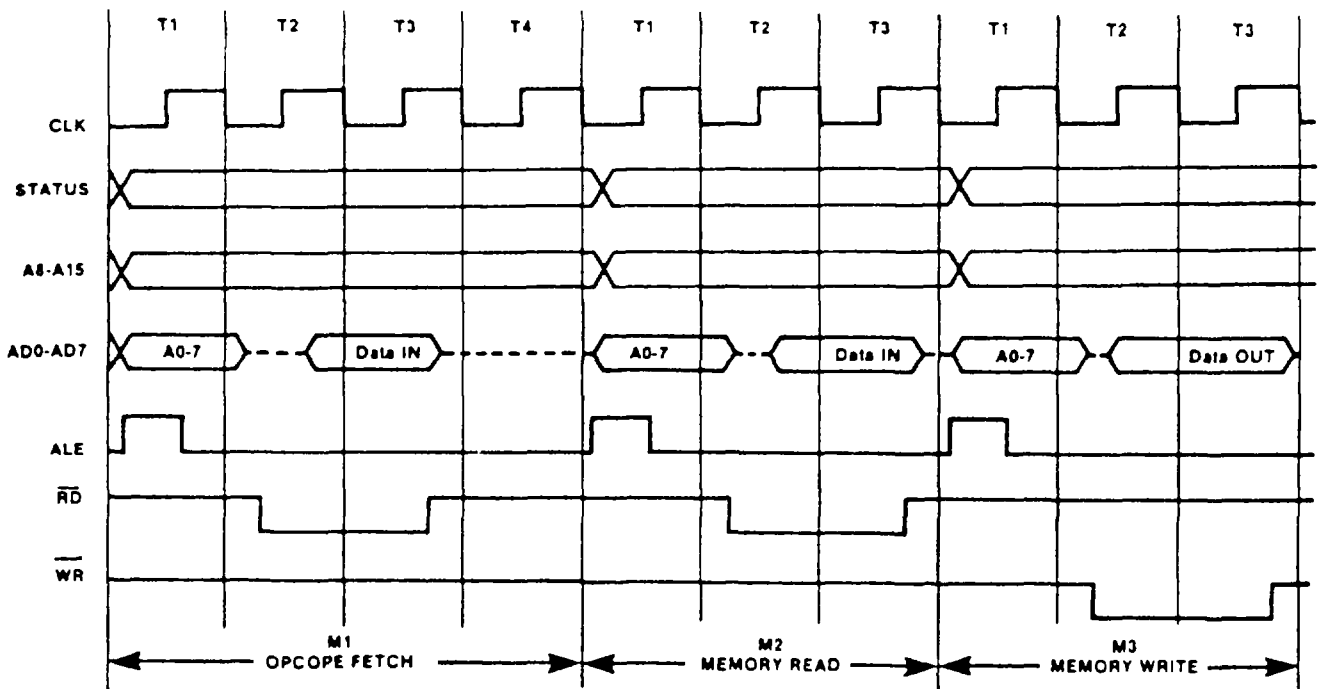 T1 T2 T3 T4 T1 T2 T3 T1 T2 T3
CLK
STATUS
A8-A15
AD0-AD7 A0-7 Data IN A0-7 Data IN A0-7 Data OUT
ALE
RD
WR
M1 M2 M3
OPCOPE FETCH MEMORY READ MEMORY WRITE